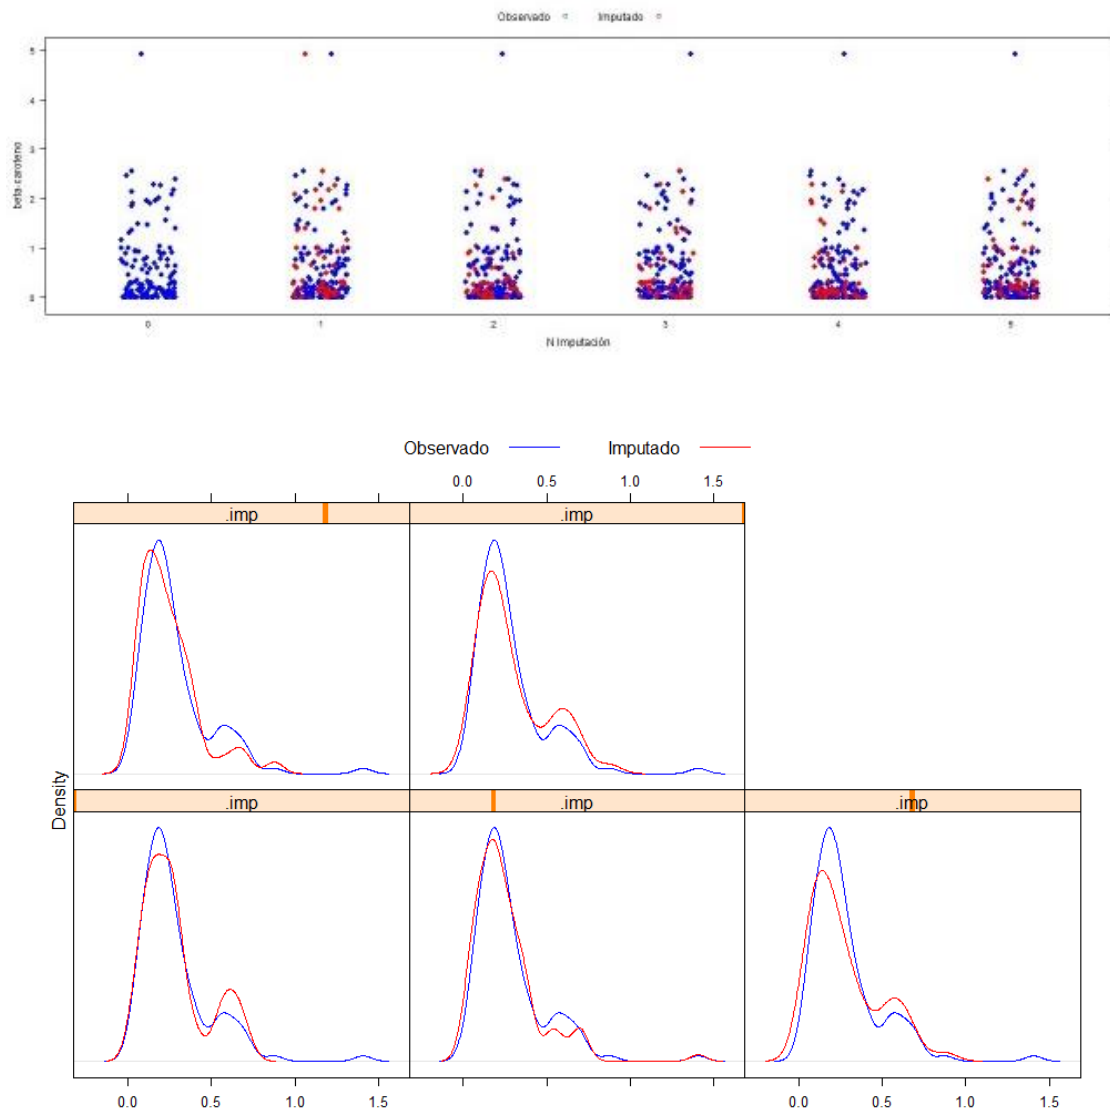 Observado Imputado
5
4
3
2
1
0
beta-caroteno
0 1 2 3 4 5
N Imputación
Observado Imputado
0.0 0.5 1.0 1.5
.imp .imp
.imp .imp .imp
Density
0.0 0.5 1.0 1.5 0.0 0.5 1.0 1.5